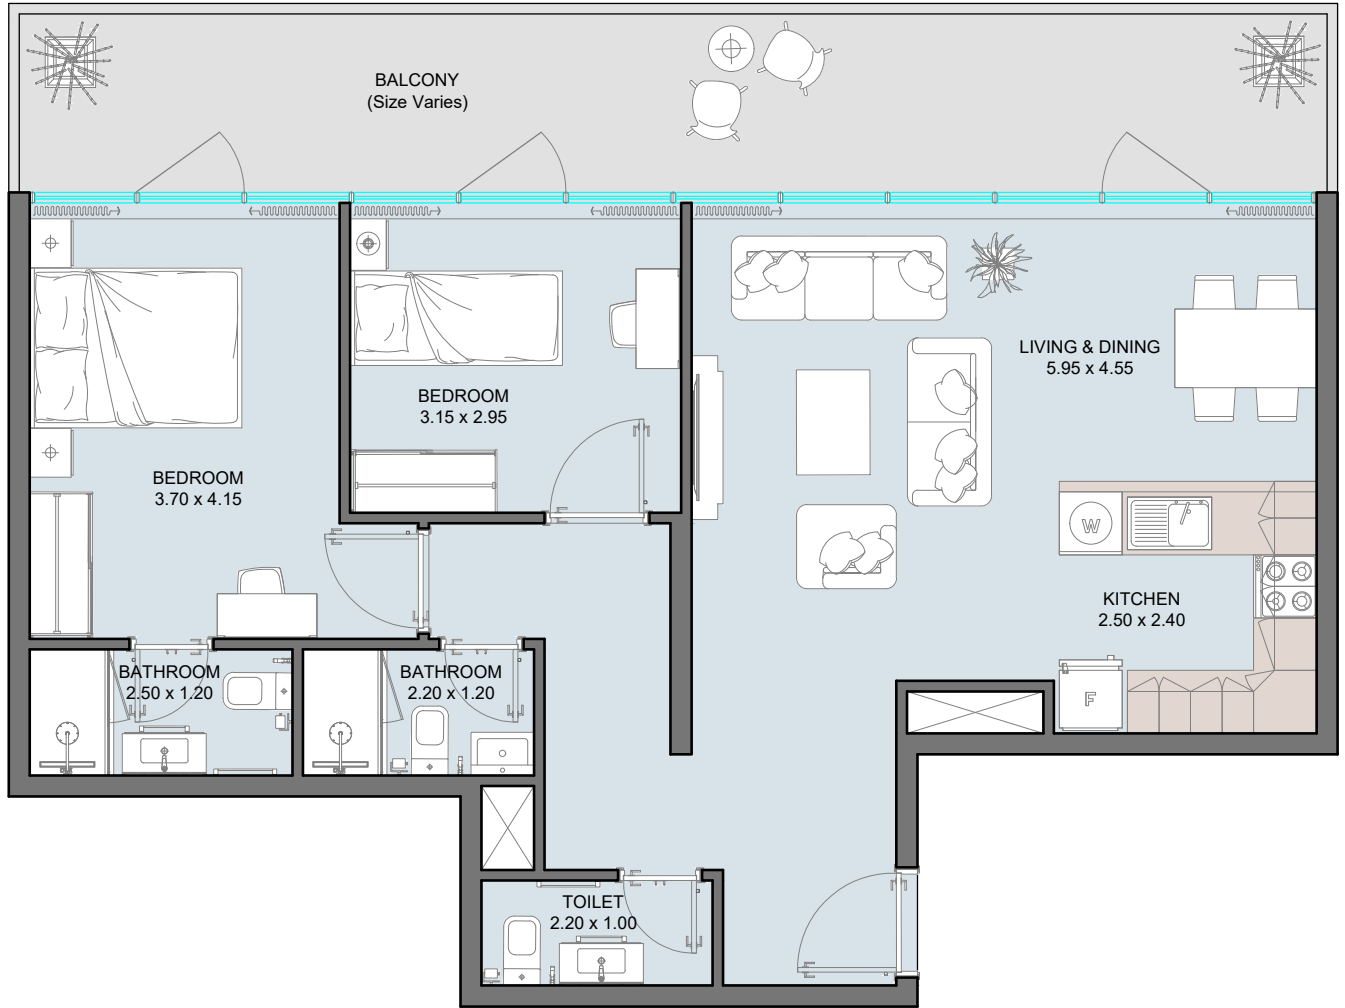 BALCONY
(Size Varies)
LIVING & DINING
5.95 x 4.55
BEDROOM
3.15 x 2.95
BEDROOM
3.70 x 4.15
W
KITCHEN
2.50 x 2.40
BATHROOM
2.50 x 1.20
BATHROOM
2.20 x 1.20
F
TOILET
2.20 x 1.00